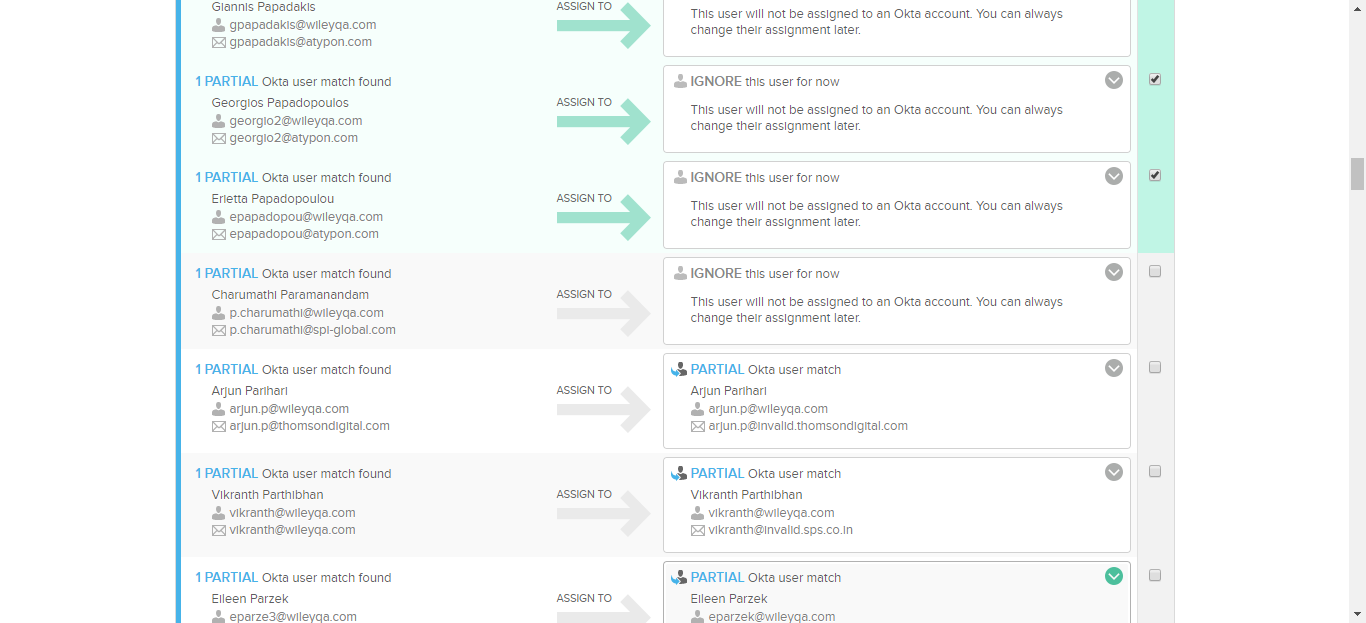 Giannis Papadakis
gpapadakis@wileyqa.com
gpapadakis@atypon.com
ASSIGN TO
This user will not be assigned to an Okta account. You can always
change their assignment later.
1 PARTIAL Okta user match found
Georgios Papadopoulos
georgio2@wileyqa.com
georgio2@atypon.com
ASSIGN TO
IGNORE this user for now
This user will not be assigned to an Okta account. You can always
change their assignment later.
1 PARTIAL Okta user match found
Erietta Papadopoulou
epapadopou@wileyqa.com
epapadopou@atypon.com
ASSIGN TO
IGNORE this user for now
This user will not be assigned to an Okta account. You can always
change their assignment later.
1 PARTIAL Okta user match found
Charumathi Paramanandam
p.charumathi@wileyqa.com
p.charumathi@spi-global.com
ASSIGN TO
IGNORE this user for now
This user will not be assigned to an Okta account. You can always
change their assignment later.
1 PARTIAL Okta user match found
Arjun Parihari
arjun.p@wileyqa.com
arjun.p@thomsondigital.com
ASSIGN TO
PARTIAL Okta user match
Arjun Parihari
arjun.p@wileyqa.com
arjun.p@invalid.thomsondigital.com
1 PARTIAL Okta user match found
Vikranth Parthibhan
vikranth@wileyqa.com
vikranth@wileyqa.com
ASSIGN TO
PARTIAL Okta user match
Vikranth Parthibhan
vikranth@wileyqa.com
vikranth@invalid.sps.co.in
1 PARTIAL Okta user match found
Eileen Parzek
eparze3@wileyqa.com
ASSIGN TO
PARTIAL Okta user match
Eileen Parzek
eparzek@wileyqa.com